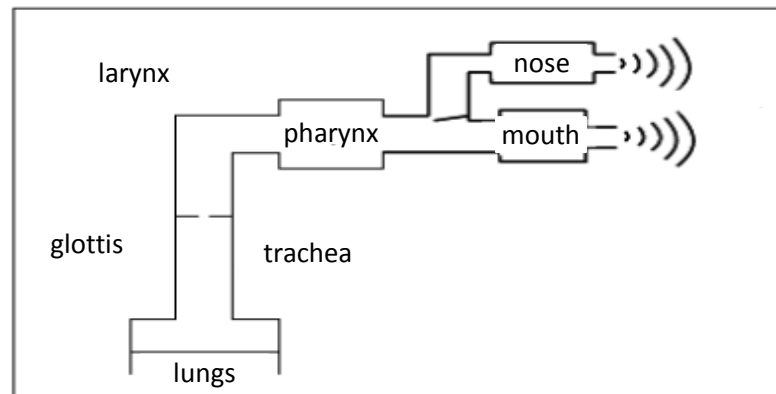 nose
larynx
pharynx
mouth
glottis
trachea
lungs